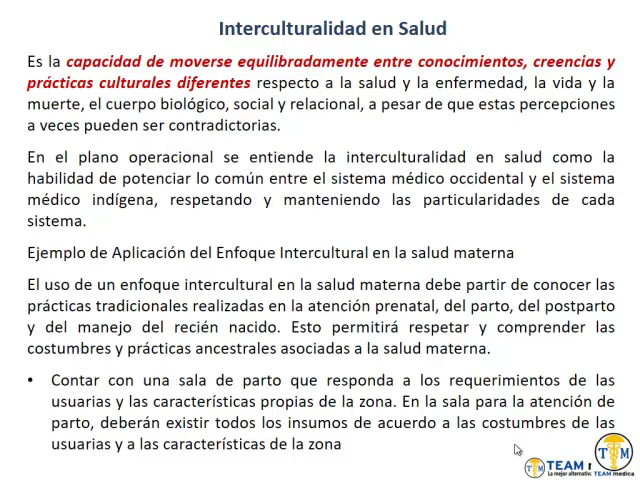 Interculturalidad en Salud
Es la capacidad de moverse equilibradamente entre conocimientos, creencias y
prácticas culturales diferentes respecto a la salud y la enfermedad, la vida y la
muerte, el cuerpo biológico, social y relacional, a pesar de que estas percepciones
a veces pueden ser contradictorias.
En el plano operacional se entiende la interculturalidad en salud como la
habilidad de potenciar lo común entre el sistema médico occidental y el sistema
médico indígena, respetando y manteniendo las particularidades de cada
sistema.
Ejemplo de Aplicación del Enfoque Intercultural en la salud materna
El uso de un enfoque intercultural en la salud materna debe partir de conocer las
prácticas tradicionales realizadas en la atención prenatal, del parto, del postparto
y del manejo del recién nacido. Esto permitirá respetar y comprender las
costumbres y prácticas ancestrales asociadas a la salud materna.
• Contar con una sala de parto que responda a los requerimientos de las
usuarias y las características propias de la zona. En la sala para la atención de
parto, deberán existir todos los insumos de acuerdo a las costumbres de las
usuarias y a las características de la zona
TM
TEAM
La mejor alternativa
TM
TEAM medica